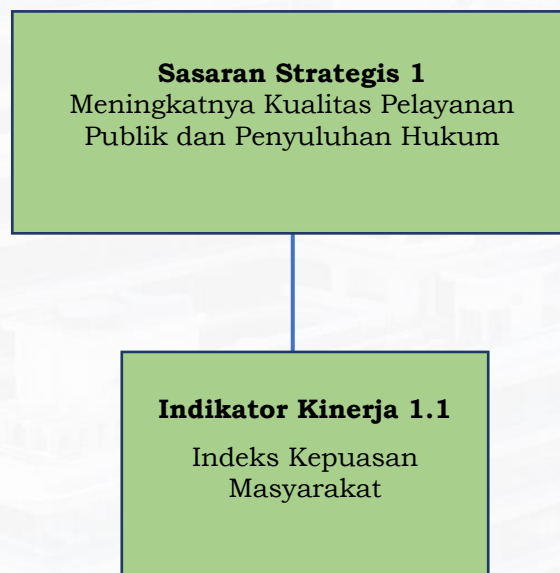 Sasaran Strategis 1
Meningkatnya Kualitas Pelayanan
Publik dan Penyuluhan Hukum
Indikator Kinerja 1.1
Indeks Kepuasan
Masyarakat